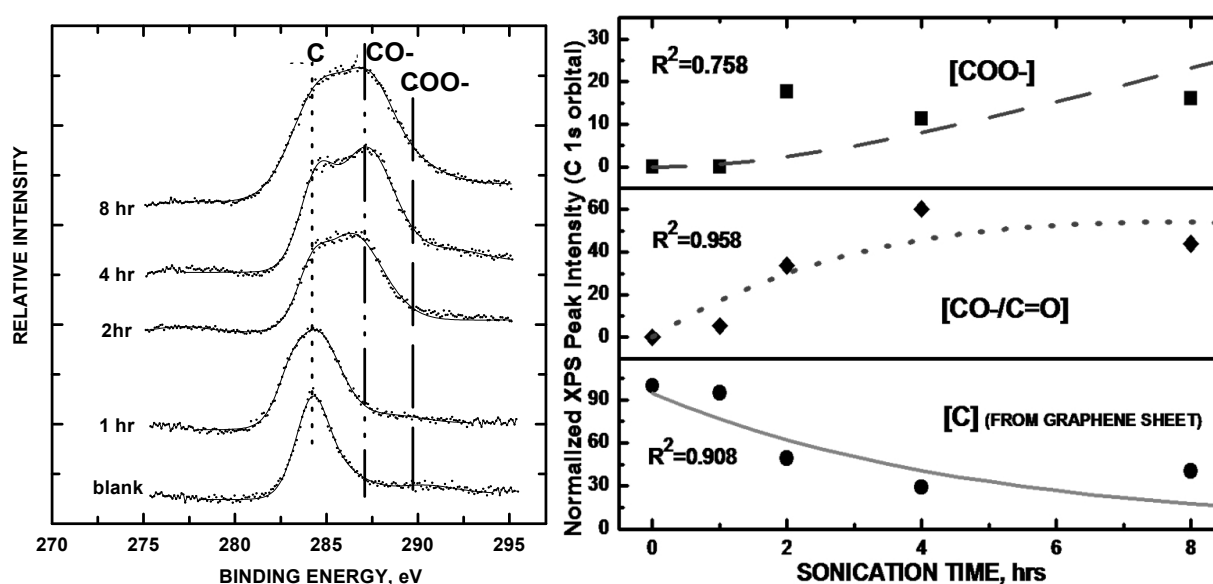 C
CO-
COO-
RELATIVE INTENSITY
8 hr
4 hr
2hr
1 hr
blank
270 275 280 285 290 295
BINDING ENERGY, eV
Normalized XPS Peak Intensity (C 1s orbital)
30
20
10
0
R²=0.758
[COO-]
60
40
20
0
R²=0.958
[CO-/C=O]
90
60
30
0
[C] (FROM GRAPHENE SHEET)
R²=0.908
0 2 4 6 8
SONICATION TIME, hrs